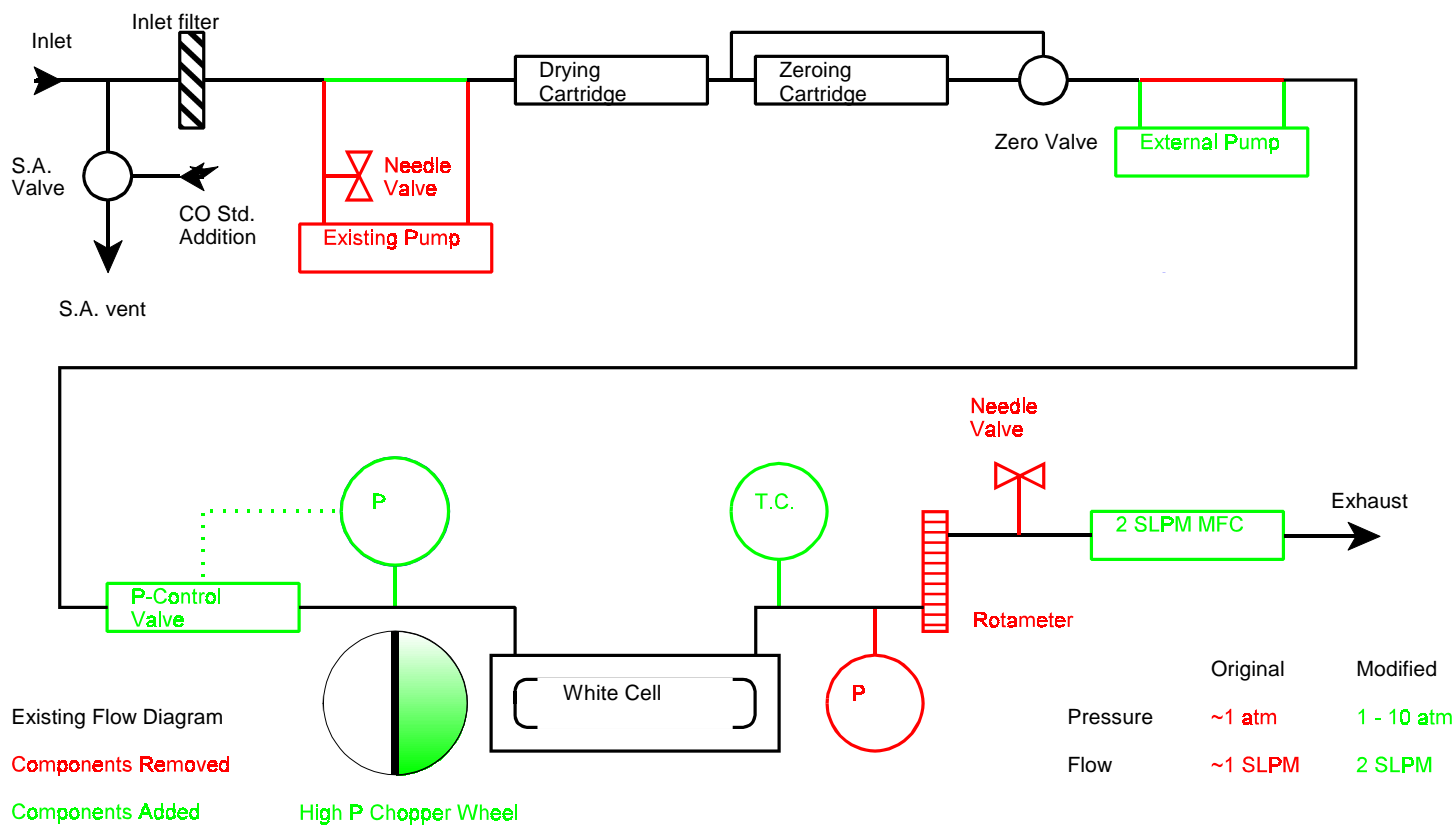 Inlet filter
Inlet
Drying
Cartridge
Zeroing
Cartridge
Zero Valve
External Pump
S.A.
Valve
Needle
Valve
CO Std.
Addition
Existing Pump
S.A. vent
Needle
Valve
P
T.C.
2 SLPM MFC
Exhaust
P-Control
Valve
Rotameter
White Cell
P
Original Modified
Pressure ~1 atm 1 - 10 atm
Flow ~1 SLPM 2 SLPM
Existing Flow Diagram
Components Removed
Components Added
High P Chopper Wheel